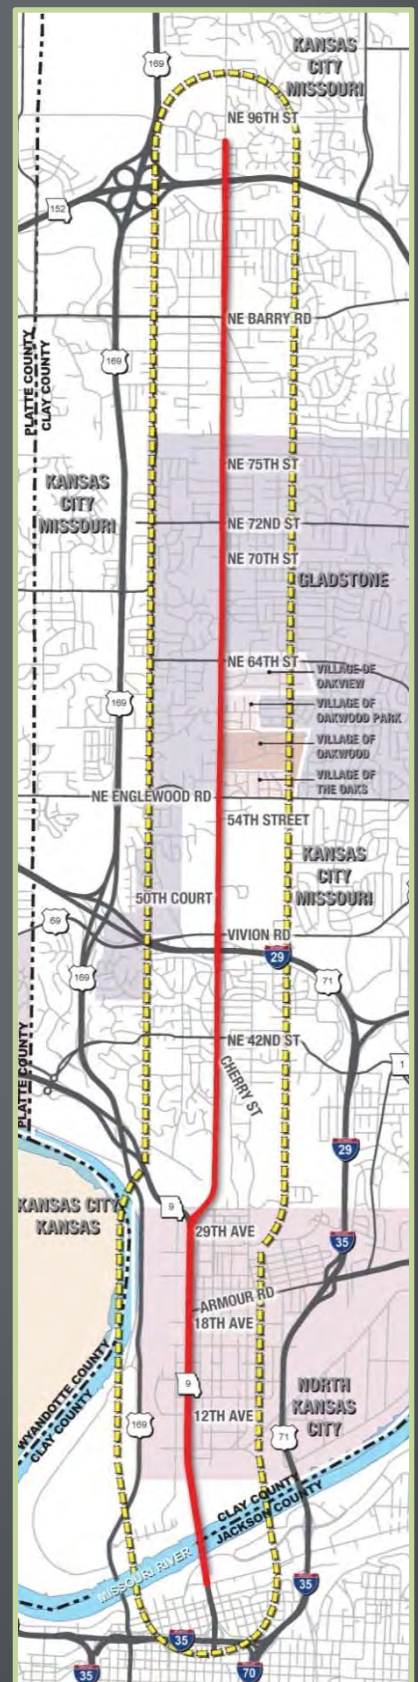 KANSAS
CITY
MISSOURI
169
NE 96TH ST
152
NE BARRY RD
PLATTE COUNTY
CLAY COUNTY
169
NE 75TH ST
KANSAS
CITY
MISSOURI
NE 72ND ST
NE 70TH ST
GLADSTONE
NE 64TH ST
VILLAGE OF
OAKVIEW
169
VILLAGE OF
OAKWOOD PARK
VILLAGE OF
OAKWOOD
VILLAGE OF
THE OAKS
NE ENGLEWOOD RD
54TH STREET
KANSAS
CITY
MISSOURI
50TH COURT
69
VIVION RD
29
169
71
NE 42ND ST
PLATTE COUNTY
CHERRY ST
1
29
KANSAS CITY
KANSAS
9
29TH AVE
35
ARMOUR RD
18TH AVE
9
NORTH
KANSAS
CITY
12TH AVE
WYANDOTTE COUNTY
CLAY COUNTY
169
71
CLAY COUNTY
JACKSON COUNTY
MISSOURI RIVER
35
35
35
70